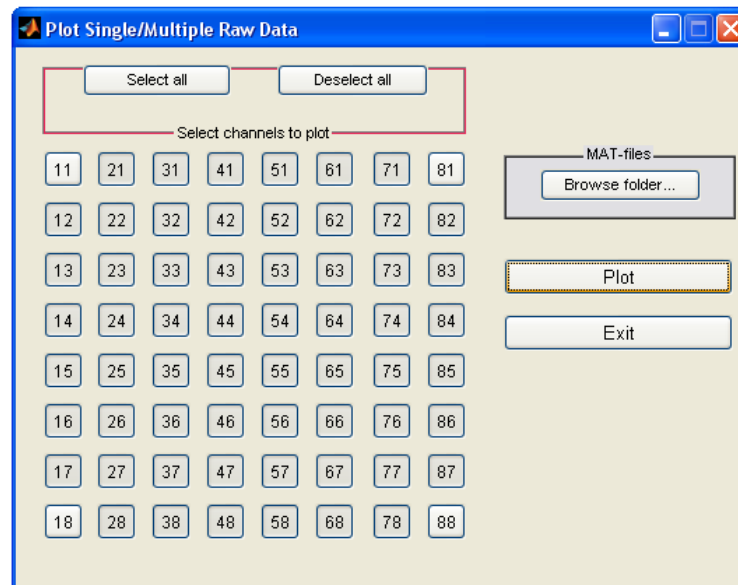 Plot Single/Multiple Raw Data
Select all Deselect all
Select channels to plot
11 21 31 41 51 61 71 81
12 22 32 42 52 62 72 82
13 23 33 43 53 63 73 83
14 24 34 44 54 64 74 84
15 25 35 45 55 65 75 85
16 26 36 46 56 66 76 86
17 27 37 47 57 67 77 87
18 28 38 48 58 68 78 88
MAT-files
Browse folder...
Plot
Exit